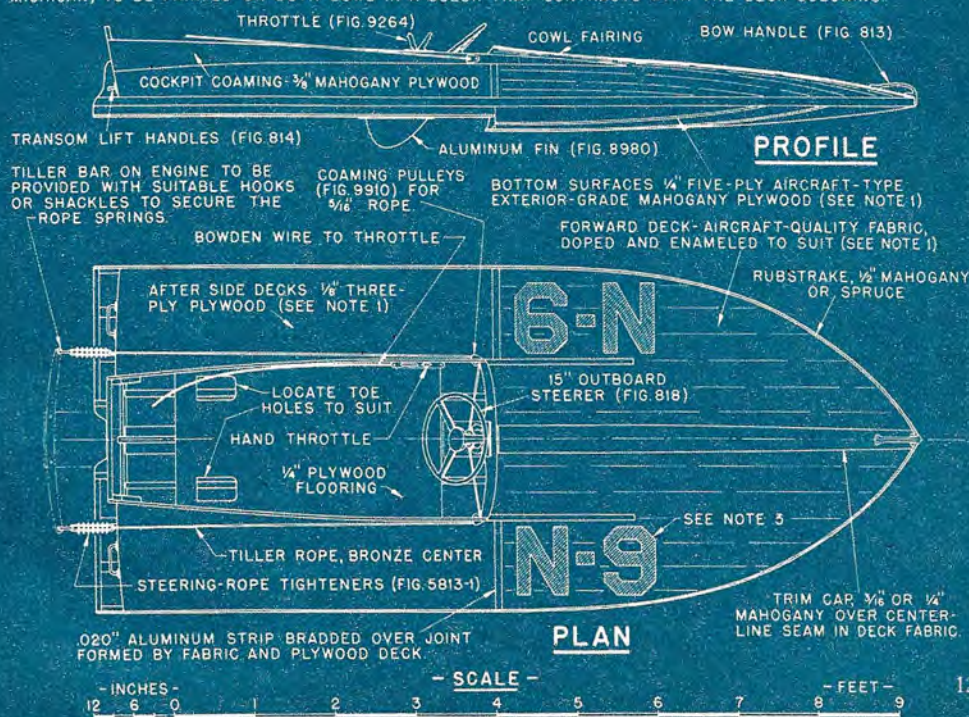 THROTTLE (FIG. 9264)
COWL FAIRING
BOW HANDLE (FIG. 813)
COCKPIT COAMING-3/8" MAHOGANY PLYWOOD
TRANSOM LIFT HANDLES (FIG. 814)
ALUMINUM FIN (FIG. 8980)
PROFILE
TILLER BAR ON ENGINE TO BE
PROVIDED WITH SUITABLE HOOKS
OR SHACKLES TO SECURE THE
ROPE SPRINGS.
COAMING PULLEYS
(FIG. 9910) FOR
5/16" ROPE.
BOTTOM SURFACES 1/4" FIVE-PLY AIRCRAFT-TYPE
EXTERIOR-GRADE MAHOGANY PLYWOOD (SEE NOTE 1)
BOWDEN WIRE TO THROTTLE
FORWARD DECK-AIRCRAFT-QUALITY FABRIC,
DOPED AND ENAMELED TO SUIT (SEE NOTE 1)
RUBSTRAKE, 1/2" MAHOGANY
OR SPRUCE
AFTER SIDE DECKS 1/8" THREE-
PLY PLYWOOD (SEE NOTE 1)
N-9
LOCATE TOE
HOLES TO SUIT
15" OUTBOARD
STEERER (FIG. 818)
HAND THROTTLE
1/4" PLYWOOD
FLOORING
N-9
SEE NOTE 3
TILLER ROPE, BRONZE CENTER
STEERING-ROPE TIGHTENERS (FIG. 5813-1)
TRIM CAP, 3/16 OR 1/4"
MAHOGANY OVER CENTER-
LINE SEAM IN DECK FABRIC.
.020" ALUMINUM STRIP BRADDED OVER JOINT
FORMED BY FABRIC AND PLYWOOD DECK.
PLAN
- SCALE -
- INCHES -
- FEET -
12 6 0 1 2 3 4 5 6 7 8 9